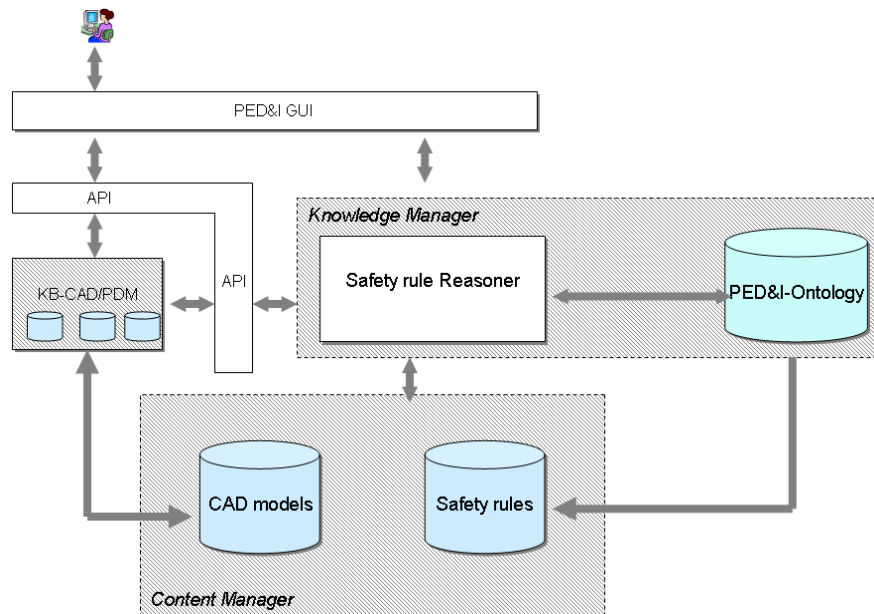 PED&I GUI
API
Knowledge Manager
Safety rule Reasoner
PED&I-Ontology
KB-CAD/PDM
API
CAD models
Safety rules
Content Manager